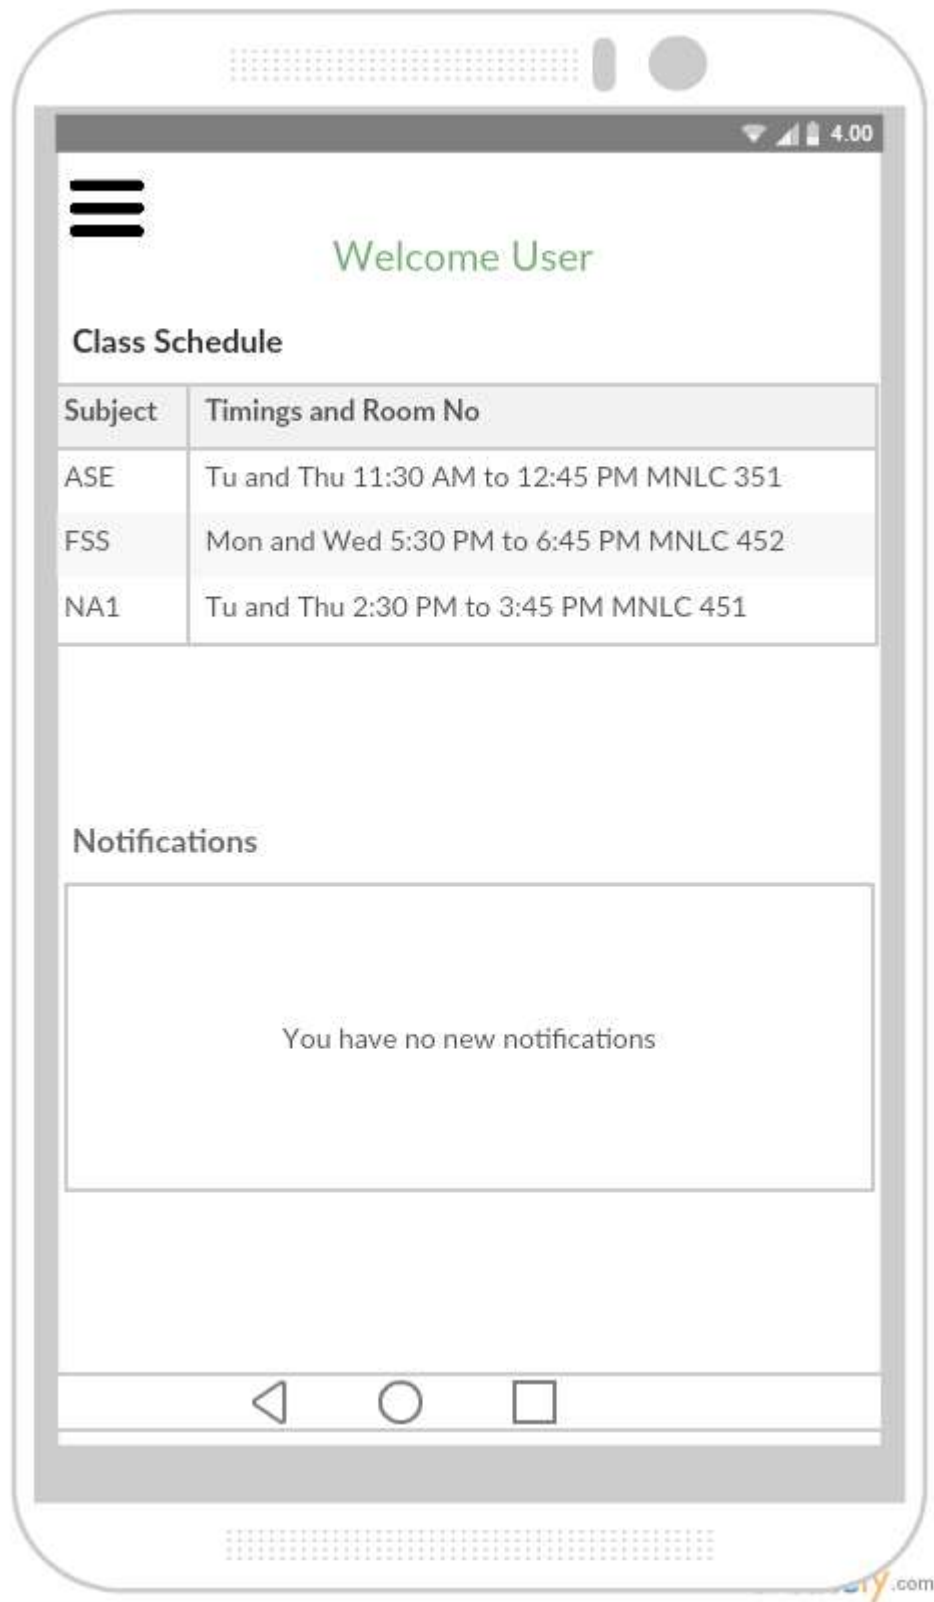 4.00
Welcome User
Class Schedule
Subject Timings and Room No
ASE Tu and Thu 11:30 AM to 12:45 PM MNLC 351
FSS Mon and Wed 5:30 PM to 6:45 PM MNLC 452
NA1 Tu and Thu 2:30 PM to 3:45 PM MNLC 451
Notifications
You have no new notifications
.com